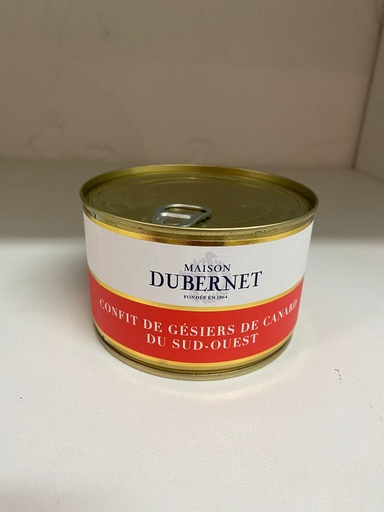 MAISON
DUBERNET
FONDÉE EN 1864
CONFIT DE GÉSIERS DE CANARD
DU SUD-OUEST